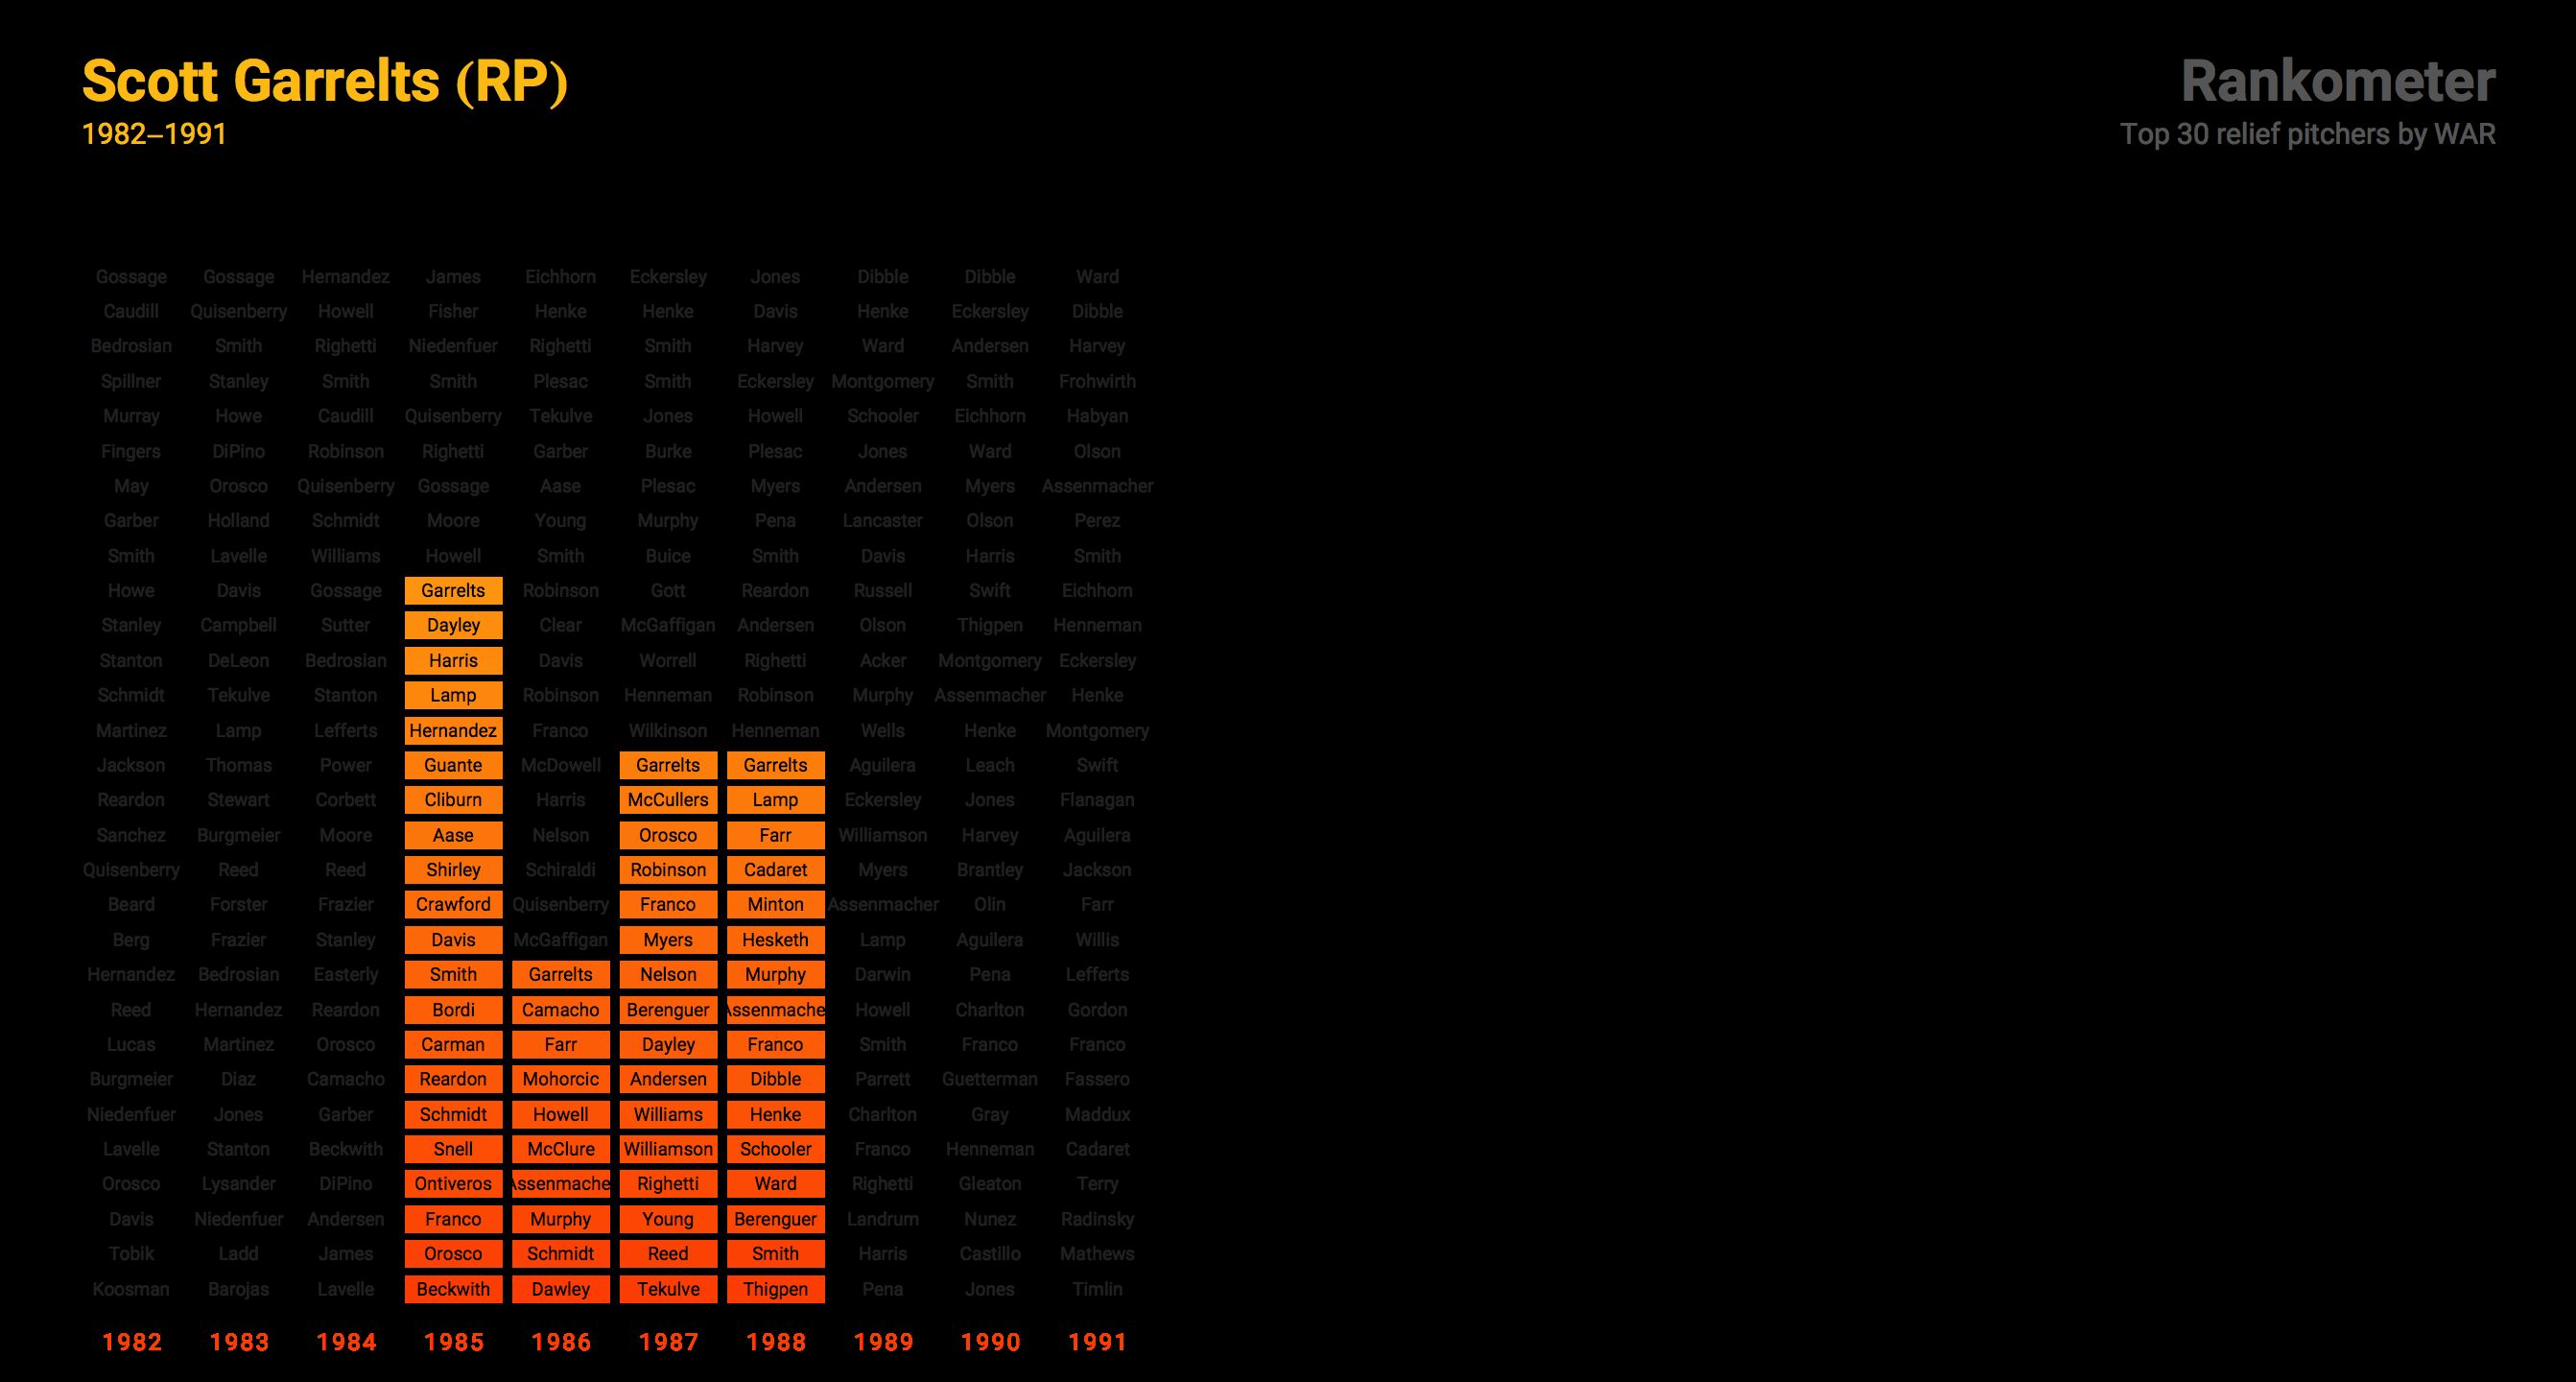 Scott Garrelts (RP)
1982–1991
Rankometer
Top 30 relief pitchers by WAR
Gossage Gossage Hernandez James Eichhorn Eckersley Jones Dibble Dibble Ward
Caudill Quisenberry Howell Fisher Henke Henke Davis Henke Eckersley Dibble
Bedrosian Smith Righetti Niedenfuer Righetti Smith Harvey Ward Andersen Harvey
Spillner Stanley Smith Smith Plesac Smith Eckersley Montgomery Smith Frohwirth
Murray Howe Caudill Quisenberry Tekulve Jones Howell Schooler Eichhorn Habyan
Fingers DiPino Robinson Righetti Garber Burke Plesac Jones Ward Olson
May Orosco Quisenberry Gossage Aase Plesac Myers Andersen Myers Assenmacher
Garber Holland Schmidt Moore Young Murphy Pena Lancaster Olson Perez
Smith Lavelle Williams Howell Smith Buice Smith Davis Harris Smith
Howe Davis Gossage Garrelts Robinson Gott Reardon Russell Swift Eichhorn
Stanley Campbell Sutter Dayley Clear McGaffigan Andersen Olson Thigpen Henneman
Stanton DeLeon Bedrosian Harris Davis Worrell Righetti Acker Montgomery Eckersley
Schmidt Tekulve Stanton Lamp Robinson Henneman Robinson Murphy Assenmacher Henke
Martinez Lamp Lefferts Hernandez Franco Wilkinson Henneman Wells Henke Montgomery
Jackson Thomas Power Guante McDowell Garrelts Garrelts Aguilera Leach Swift
Reardon Stewart Corbett Cliburn Harris McCullers Lamp Eckersley Jones Flanagan
Sanchez Burgmeier Moore Aase Nelson Orosco Farr Williamson Harvey Aguilera
Quisenberry Reed Reed Shirley Schiraldi Robinson Cadaret Myers Brantley Jackson
Beard Forster Frazier Crawford Quisenberry Franco Minton Assenmacher Olin Farr
Berg Frazier Stanley Davis McGaffigan Myers Hesketh Lamp Aguilera Willis
Hernandez Bedrosian Easterly Smith Garrelts Nelson Murphy Darwin Pena Lefferts
Reed Hernandez Reardon Bordi Camacho Berenguer Assenmache Howell Charlton Gordon
Lucas Martinez Orosco Carman Farr Dayley Franco Smith Franco Franco
Burgmeier Diaz Camacho Reardon Mohorcic Andersen Dibble Parrett Guetterman Fassero
Niedenfuer Jones Garber Schmidt Howell Williams Henke Charlton Gray Maddux
Lavelle Stanton Beckwith Snell McClure Williamson Schooler Franco Henneman Cadaret
Orosco Lysander DiPino Ontiveros Assenmache Righetti Ward Righetti Gleaton Terry
Davis Niedenfuer Andersen Franco Murphy Young Berenguer Landrum Nunez Radinsky
Tobik Ladd James Orosco Schmidt Reed Smith Harris Castillo Mathews
Koosman Barojas Lavelle Beckwith Dawley Tekulve Thigpen Pena Jones Timlin
1982 1983 1984 1985 1986 1987 1988 1989 1990 1991